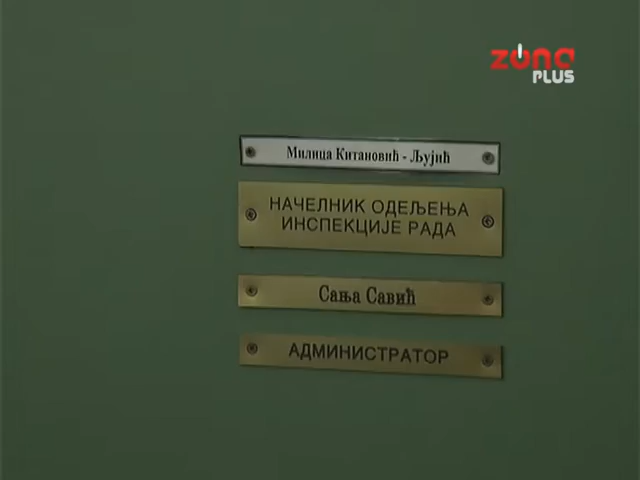 zona
PLUS
Милица Китановић - Љујић
НАЧЕЛНИК ОДЕЉЕЊА
ИНСПЕКЦИЈЕ РАДА
Сања Савић
АДМИНИСТРАТОР